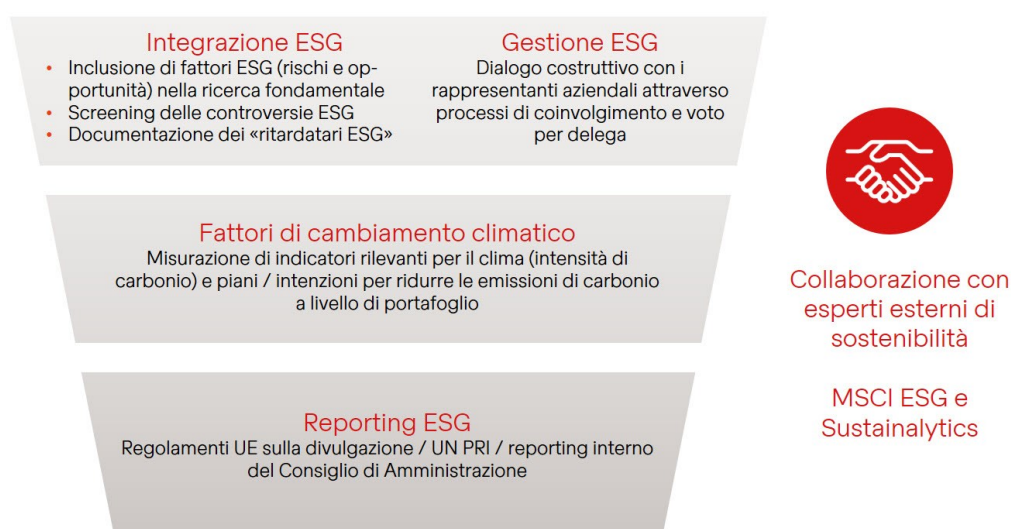 Integrazione ESG
• Inclusione di fattori ESG (rischi e op-
portunità) nella ricerca fondamentale
• Screening delle controversie ESG
• Documentazione dei «ritardatari ESG»
Gestione ESG
Dialogo costruttivo con i
rappresentanti aziendali attraverso
processi di coinvolgimento e voto
per delega
Fattori di cambiamento climatico
Misurazione di indicatori rilevanti per il clima (intensità di
carbonio) e piani / intenzioni per ridurre le emissioni di carbonio
a livello di portafoglio
Reporting ESG
Regolamenti UE sulla divulgazione / UN PRI / reporting interno
del Consiglio di Amministrazione
Collaborazione con
esperti esterni di
sostenibilità
MSCI ESG e
Sustainalytics